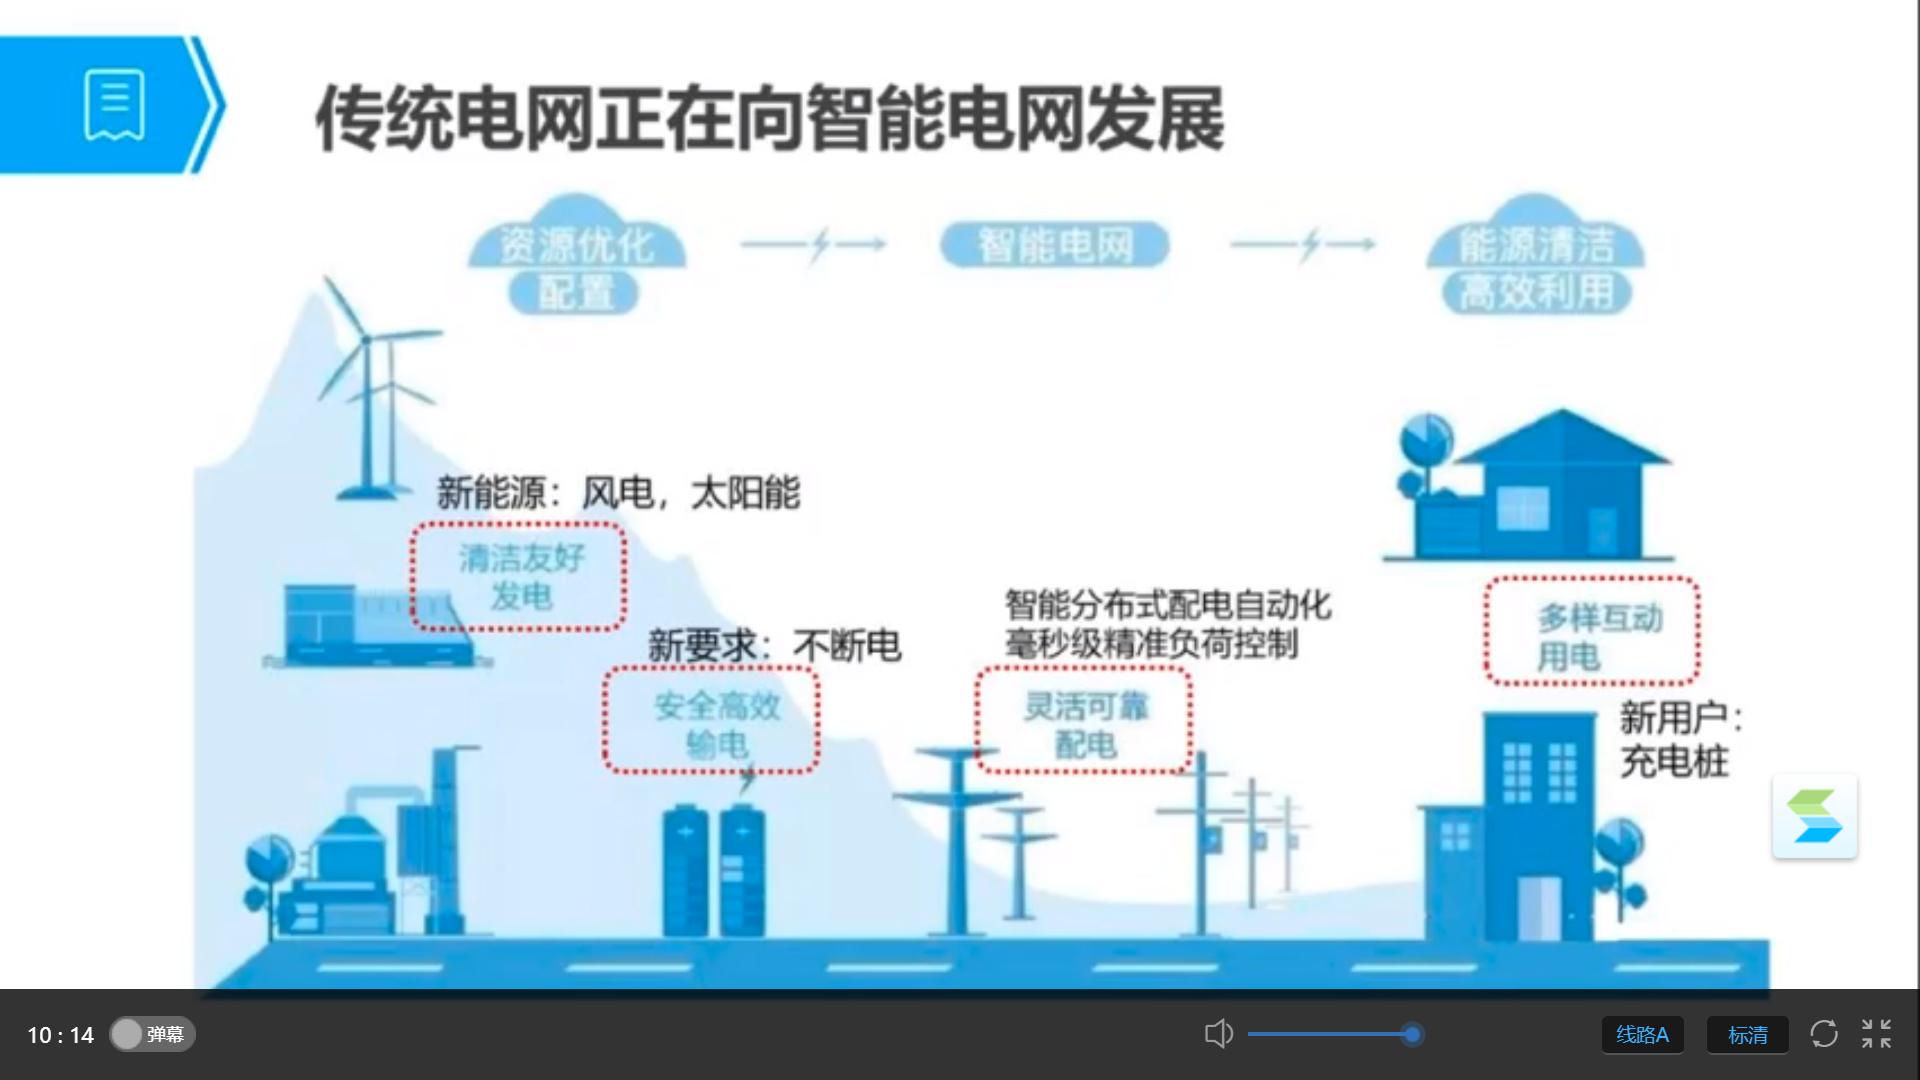 传统电网正在向智能电网发展
资源优化
配置
智能电网
能源清洁
高效利用
新能源：风电，太阳能
清洁友好
发电
新要求：不断电
安全高效
输电
智能分布式配电自动化
毫秒级精准负荷控制
灵活可靠
配电
多样互动
用电
新用户：
充电桩
10:14
弹幕
线路A
标清